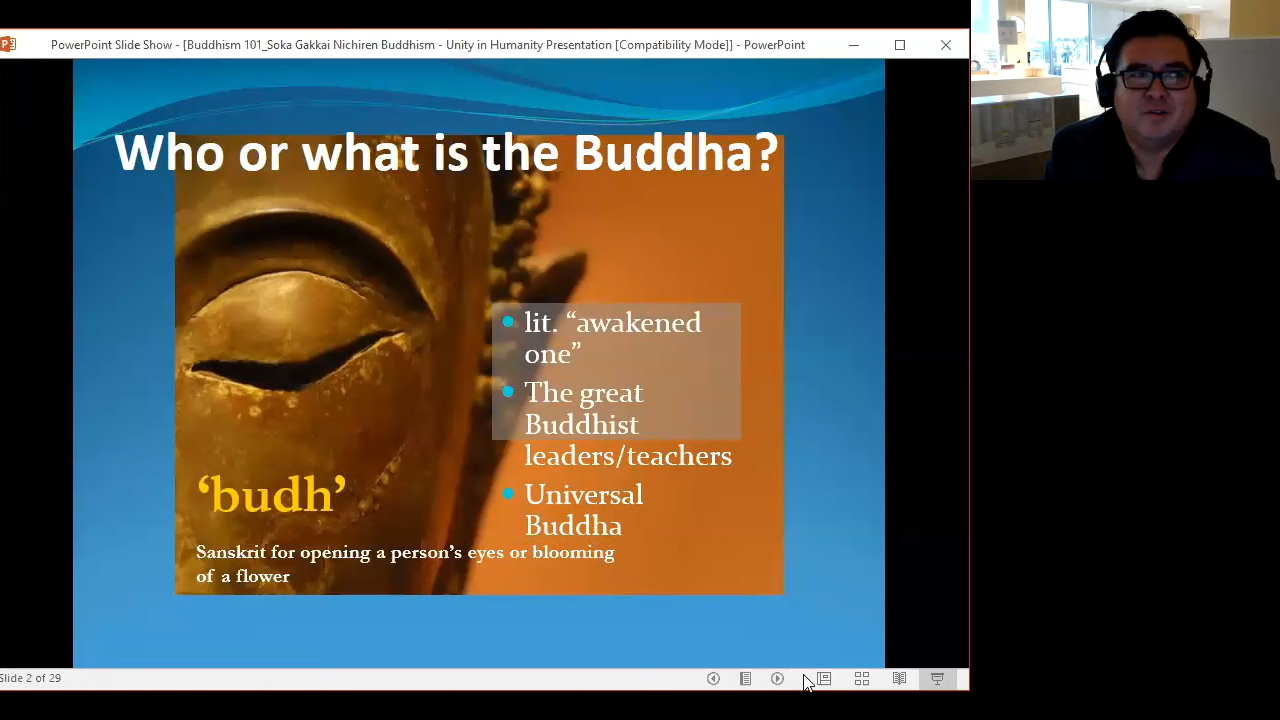 PowerPoint Slide Show - [Buddhism 101_Soka Gakkai Nichiren Buddhism - Unity in Humanity Presentation [Compatibility Mode]] - PowerPoint
Who or what is the Buddha?
lit. “awakened
one”
The great
Buddhist
leaders/teachers
Universal
Buddha
‘budh’
Sanskrit for opening a person’s eyes or blooming
of a flower
Slide 2 of 29